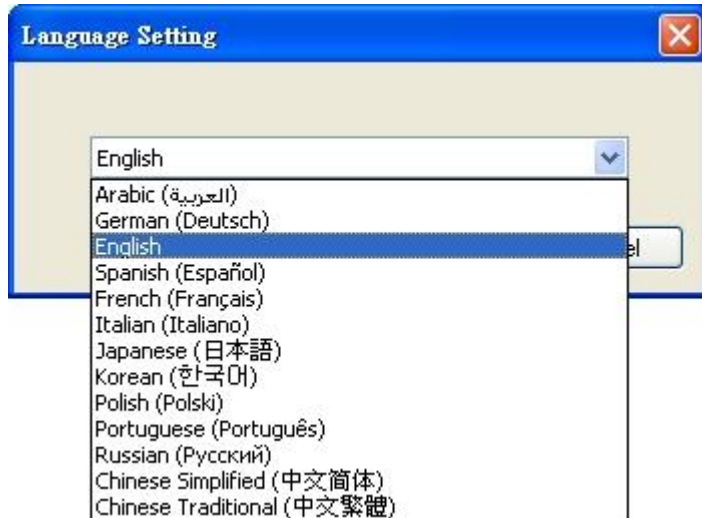 Language Setting
English
Arabic (العربية)
German (Deutsch)
English
el
Spanish (Español)
French (Français)
Italian (Italiano)
Japanese (日本語)
Korean (한국어)
Polish (Polski)
Portuguese (Português)
Russian (Русский)
Chinese Simplified (中文简体)
Chinese Traditional (中文繁體)